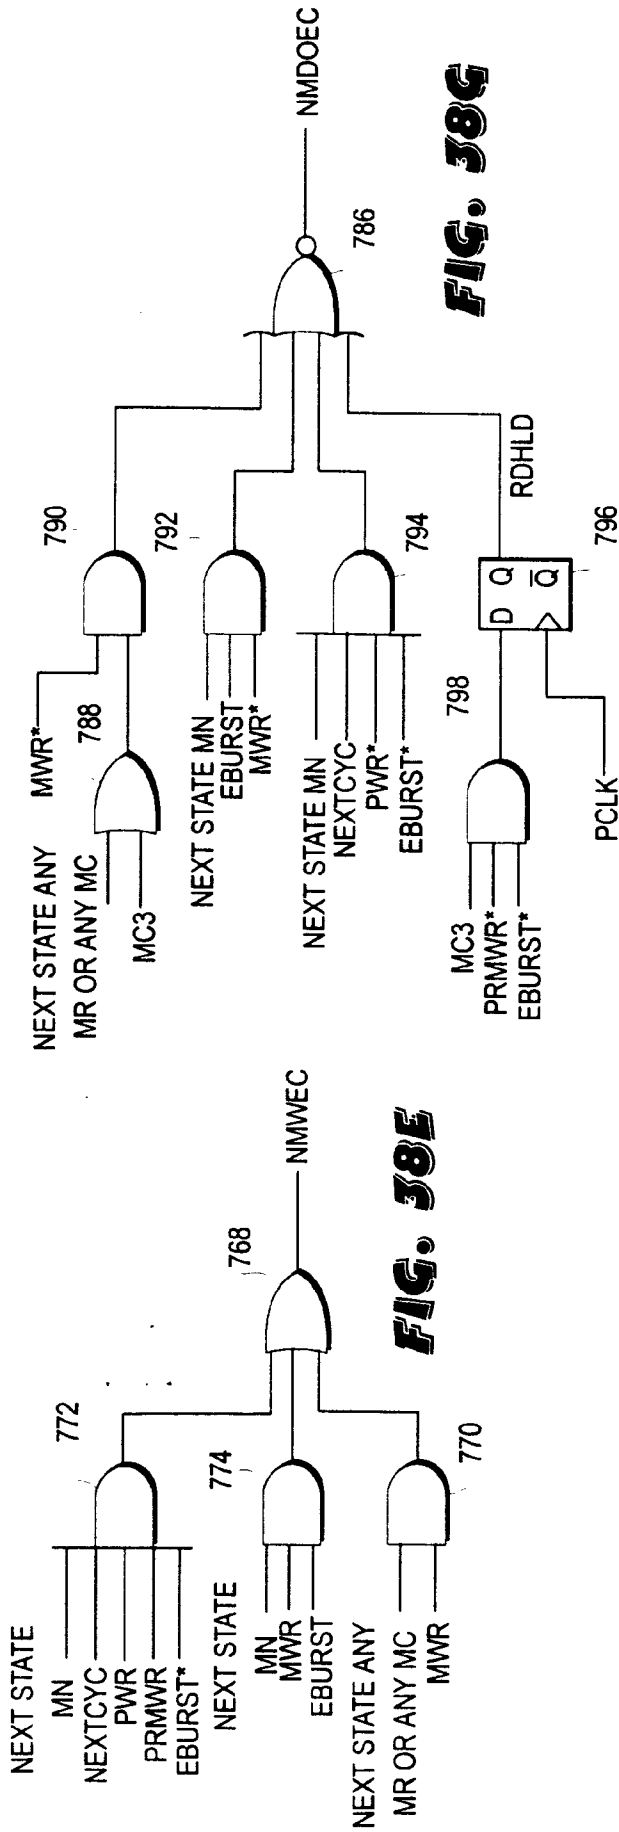 NEXT STATE
MN
NEXTCYC
PWR
PRMWR
EBURST*
772
NEXT STATE
MN
MWR
EBURST
774
NEXT STATE ANY
MR OR ANY MC
MWR
770
768
NMWEC
FIG. 38E
NEXT STATE ANY
MR OR ANY MC
MC3
788
MWR*
790
NEXT STATE MN
EBURST
MWR*
792
NEXT STATE MN
NEXTCYC
PWR*
EBURST*
794
MC3
PRMWR*
EBURST*
798
PCLK
D Q
Q
796
RDHLD
786
NMDOEC
FIG. 38G